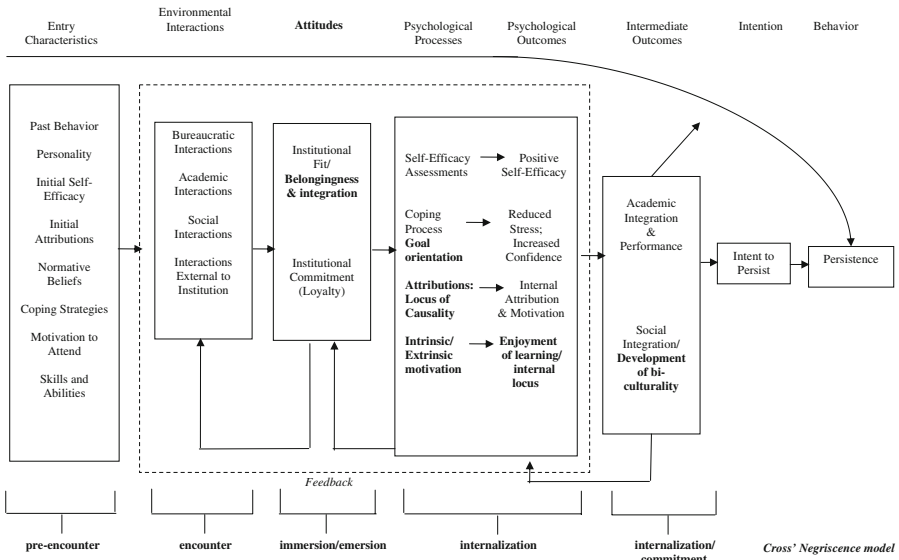 Entry
Characteristics
Environmental
Interactions
Attitudes
Psychological
Processes
Psychological
Outcomes
Intermediate
Outcomes
Intention
Behavior
Past Behavior
Personality
Initial Self-
Efficacy
Initial
Attributions
Normative
Beliefs
Coping Strategies
Motivation to
Attend
Skills and
Abilities
Bureaucratic
Interactions
Academic
Interactions
Social
Interactions
Interactions
External to
Institution
Institutional
Fit/
Belongingness
& integration
Institutional
Commitment
(Loyalty)
Self-Efficacy
Assessments
Positive
Self-Efficacy
Coping
Process
Goal
orientation
Reduced
Stress;
Increased
Confidence
Attributions:
Locus of
Causality
Internal
Attribution
& Motivation
Intrinsic/
Extrinsic
motivation
Enjoyment
of learning/
internal
locus
Academic
Integration
&
Performance
Social
Integration/
Development
of bi-
culturality
Intent to
Persist
Persistence
Feedback
pre-encounter
encounter
immersion/emersion
internalization
internalization/
commitment
Cross' Negriscence model